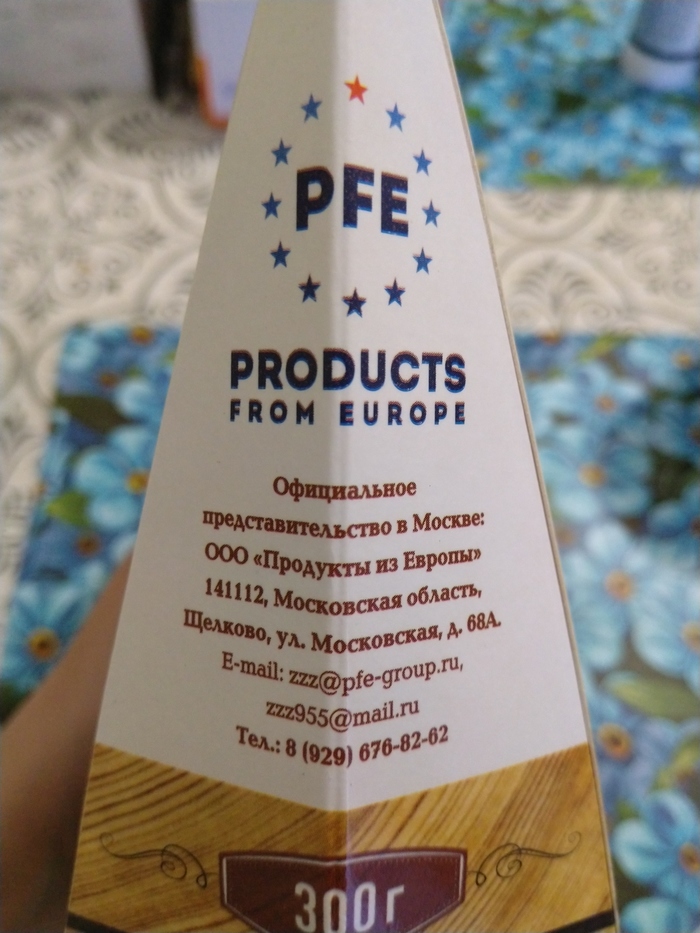 PFE
PRODUCTS
FROM EUROPE
Официальное
представительство в Москве:
ООО «Продукты из Европы»
141112, Московская область,
Щелково, ул. Московская, д. 68А.
E-mail: zzz@pfe-group.ru,
zzz955@mail.ru
Тел.: 8 (929) 676-82-62
300г